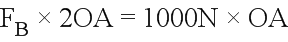 F_B × 2OA = 1000N × OA